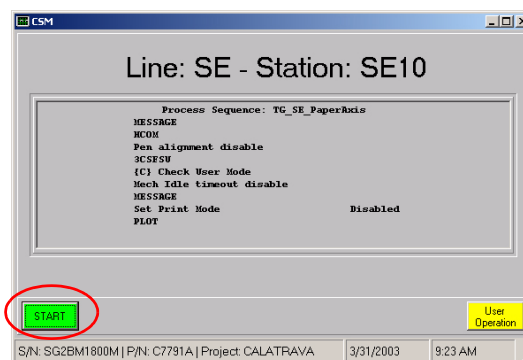 CSM
Line: SE - Station: SE10
Process Sequence: TG_SE_PaperAxis
MESSAGE
HCOM
Pen alignment disable
3CSESW
{C} Check User Mode
Mech Idle timeout disable
MESSAGE
Set Print Mode Disabled
PLOT
START
User
Operation
S/N: SG2BM1800M | P/N: C7791A | Project: CALATRAVA 3/31/2003 9:23 AM